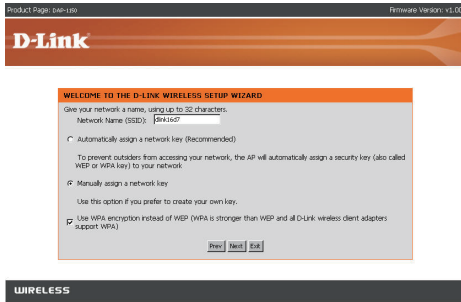 Product Page: DAP-1150 Firmware Version: v1.00
D-Link
WELCOME TO THE D-LINK WIRELESS SETUP WIZARD
Give your network a name, using up to 32 characters.
Network Name (SSID): dlink16d7
Automatically assign a network key (Recommended)
To prevent outsiders from accessing your network, the AP will automatically assign a security key (also called
WEP or WPA key) to your network
Manually assign a network key
Use this option if you prefer to create your own key.
Use WPA encryption instead of WEP (WPA is stronger than WEP and all D-Link wireless client adapters
support WPA)
Prev Next Exit
WIRELESS